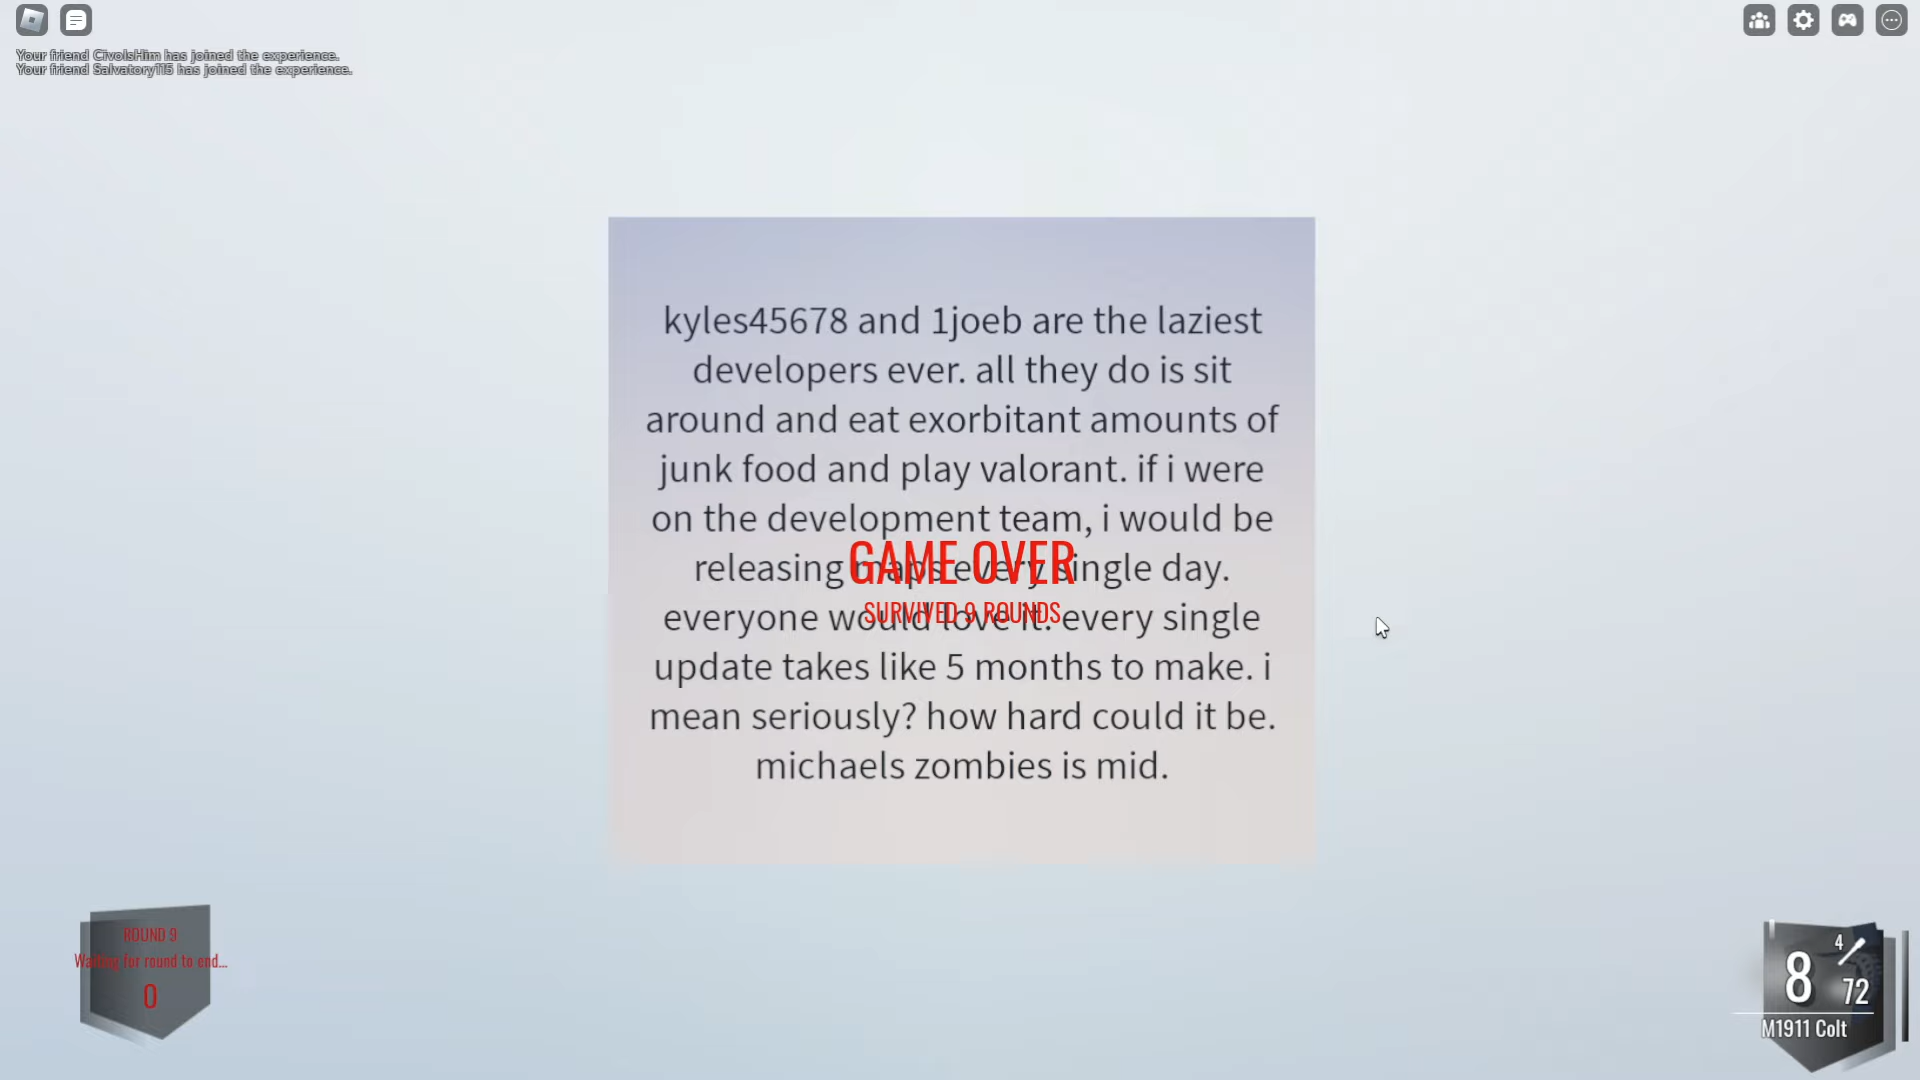 Your friend CivoIsHim has joined the experience.
Your friend Salvatory115 has joined the experience.
kyles45678 and 1joeb are the laziest
developers ever. all they do is sit
around and eat exorbitant amounts of
junk food and play valorant. if i were
on the development team, i would be
releasing maps every single day.
GAME OVER
everyone would love it. every single
SURVIVED 9 ROUNDS
update takes like 5 months to make. i
mean seriously? how hard could it be.
michaels zombies is mid.
ROUND 9
Waiting for round to end...
0
4
8
72
M1911 Colt